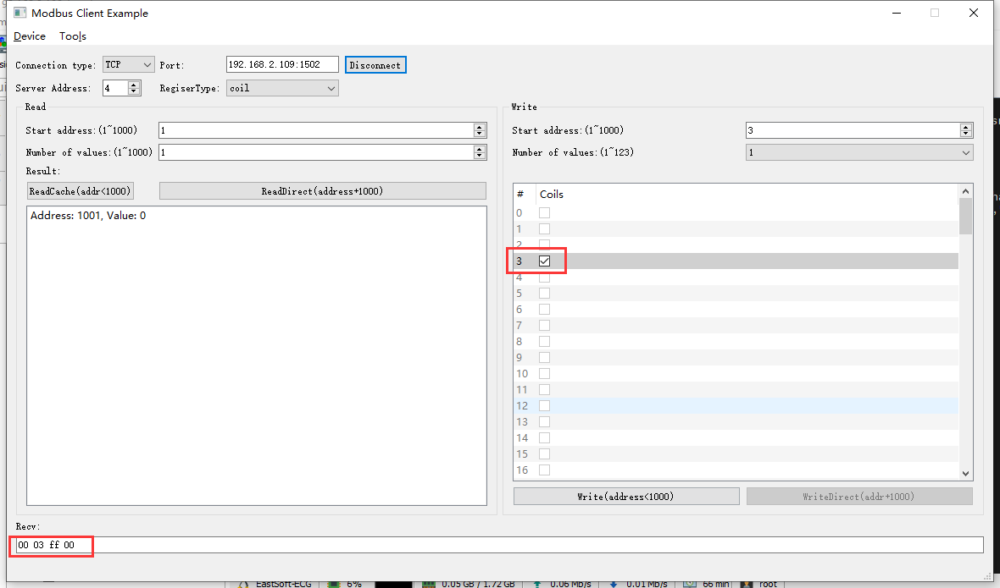 Modbus Client Example
Device Tools
Connection type: TCP Port: 192.168.2.109:1502 Disconnect
Server Address: 4 RegiserType: coil
Read
Start address:(1~1000) 1
Number of values:(1~1000) 1
Result:
ReadCache(addr<1000) ReadDirect(address+1000)
Address: 1001, Value: 0
Write
Start address:(1~1000) 3
Number of values:(1~123) 1
# Coils
0
1
2
3
4
5
6
7
8
9
10
11
12
13
14
15
16
Write(address<1000) WriteDirect(addr+1000)
Recv:
00 03 ff 00
EastSoft-ECG 6% 0.05 GB / 1.72 GB 0.06 Mb/s 0.01 Mb/s 66 min root